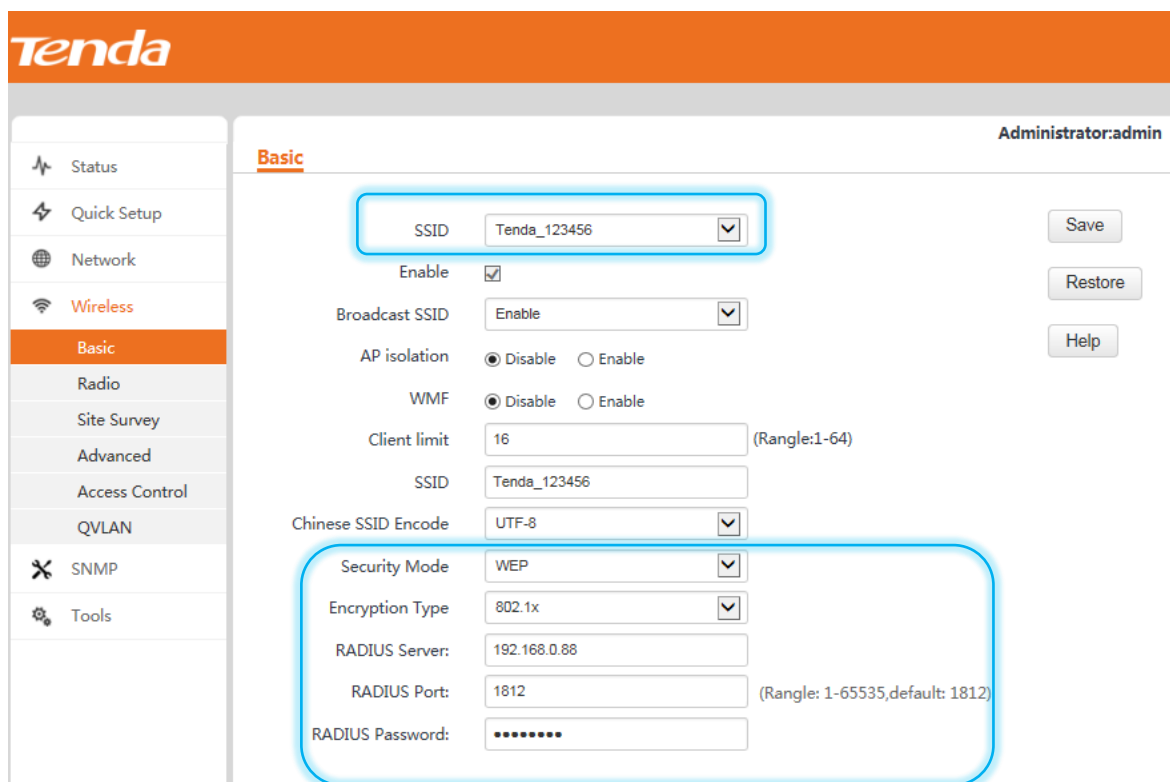 Tenda
Administrator:admin
Basic
Status
Quick Setup
Network
Wireless
Basic
Radio
Site Survey
Advanced
Access Control
QVLAN
SNMP
Tools
SSID Tenda_123456
Enable
Broadcast SSID Enable
AP isolation Disable Enable
WMF Disable Enable
Client limit 16 (Rangle:1-64)
SSID Tenda_123456
Chinese SSID Encode UTF-8
Security Mode WEP
Encryption Type 802.1x
RADIUS Server: 192.168.0.88
RADIUS Port: 1812 (Rangle: 1-65535,default: 1812)
RADIUS Password: ••••••••
Save
Restore
Help